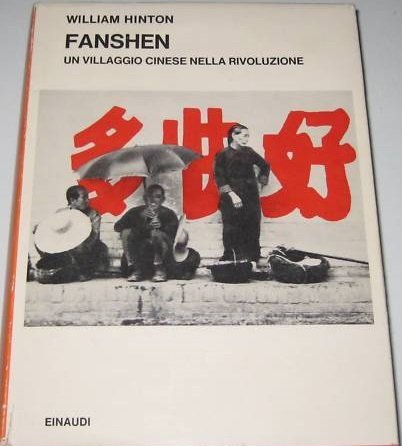 WILLIAM HINTON
FANSHEN
UN VILLAGGIO CINESE NELLA RIVOLUZIONE
多 好
EINAUDI